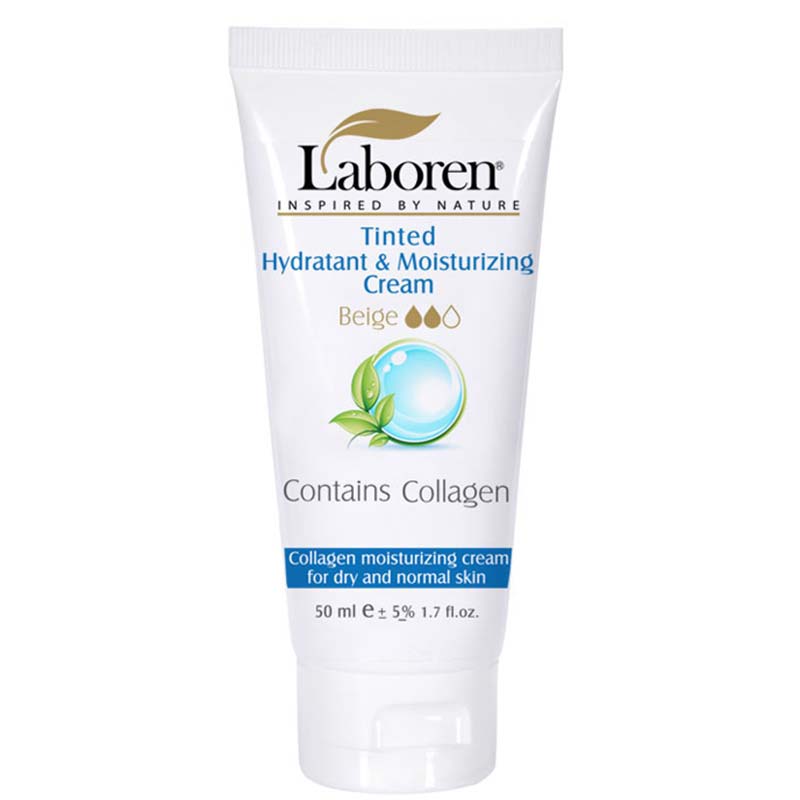 Laboren®
INSPIRED BY NATURE
Tinted
Hydratant & Moisturizing
Cream
Beige
Contains Collagen
Collagen moisturizing cream
for dry and normal skin
50 ml ℮ ± 5% 1.7 fl.oz.